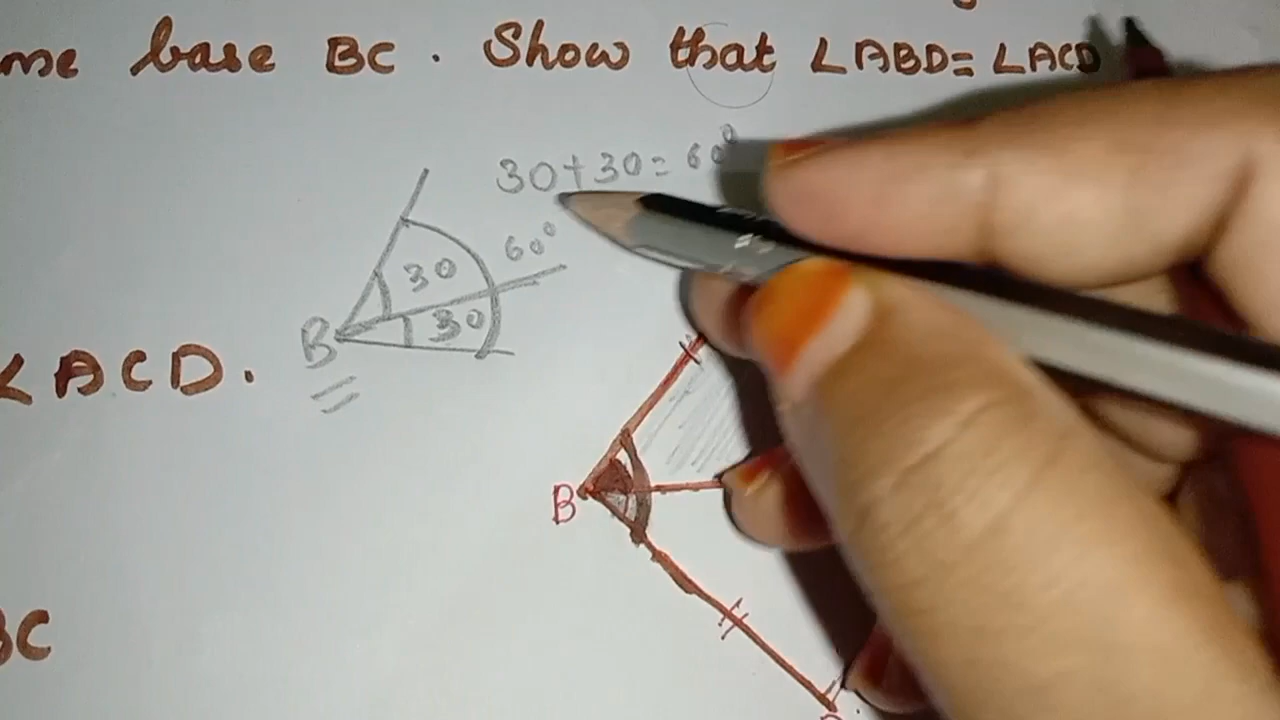 me base BC. Show that ∠ABD = ∠ACD
30+30=60°
60°
30
30
B
∠ACD.
B
BC